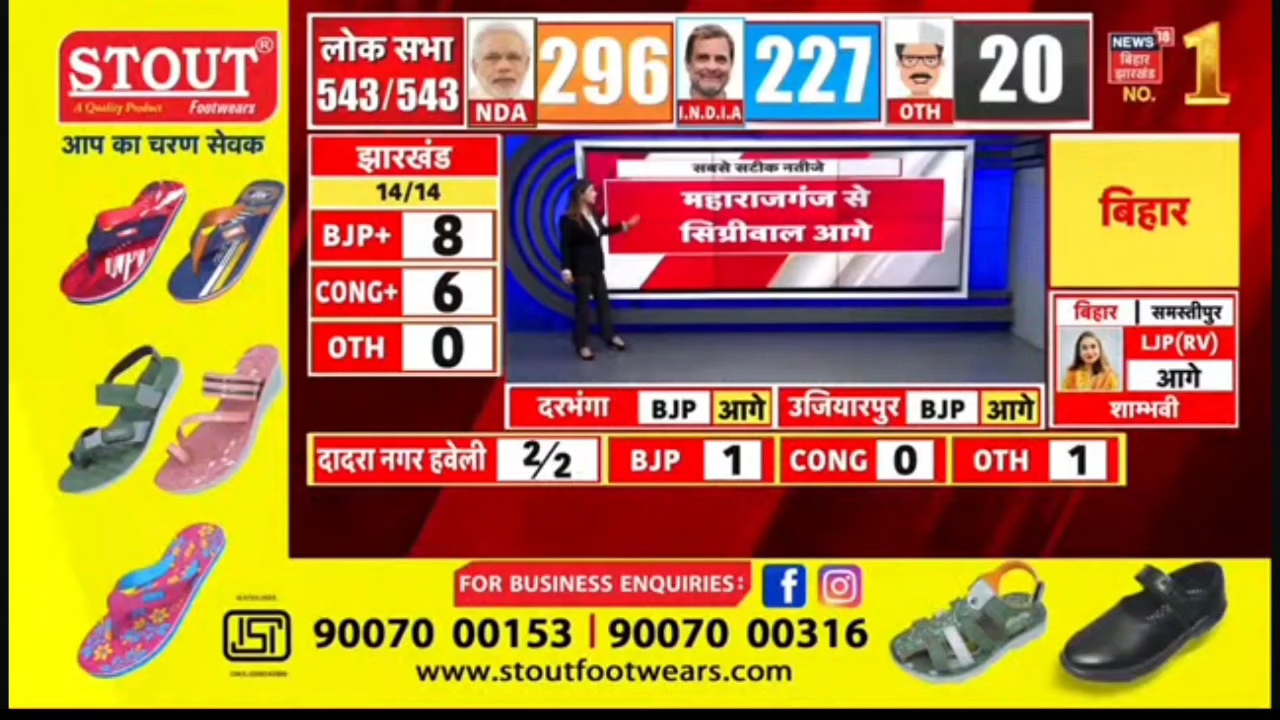 STOUT®
A Quality Product Footwears
आप का चरण सेवक
लोक सभा
543/543
NDA
296
I.N.D.I.A
227
OTH
20
NEWS 18
बिहार
झारखंड
NO. 1
झारखंड
14/14
BJP+ 8
CONG+ 6
OTH 0
सबसे सटीक नतीजे
महाराजगंज से
सिग्रीवाल आगे
बिहार
बिहार | समस्तीपुर
LJP(RV)
आगे
शाम्भवी
दरभंगा BJP आगे
उजियारपुर BJP आगे
दादरा नगर हवेली 2/2 BJP 1 CONG 0 OTH 1
FOR BUSINESS ENQUIRIES:
90070 00153 | 90070 00316
www.stoutfootwears.com